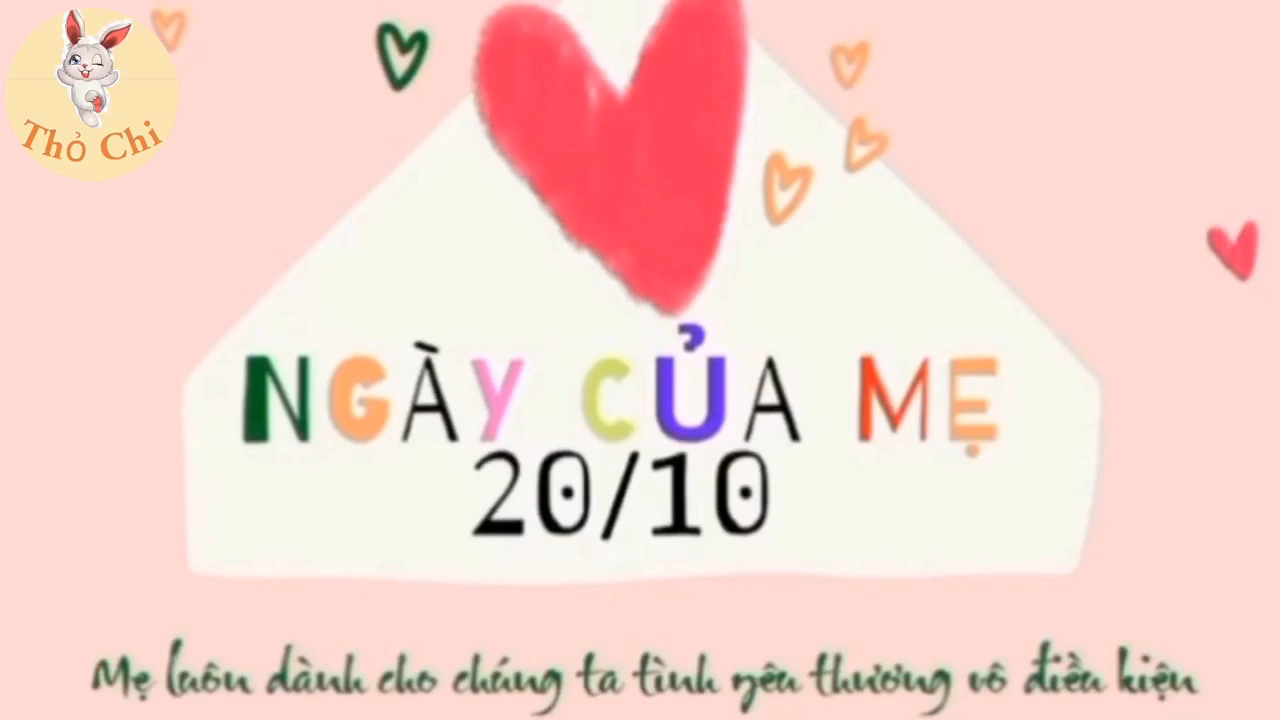 Thỏ Chi
NGÀY CỦA MẸ
20/10
Mẹ luôn dành cho chúng ta tình yêu thương vô điều kiện